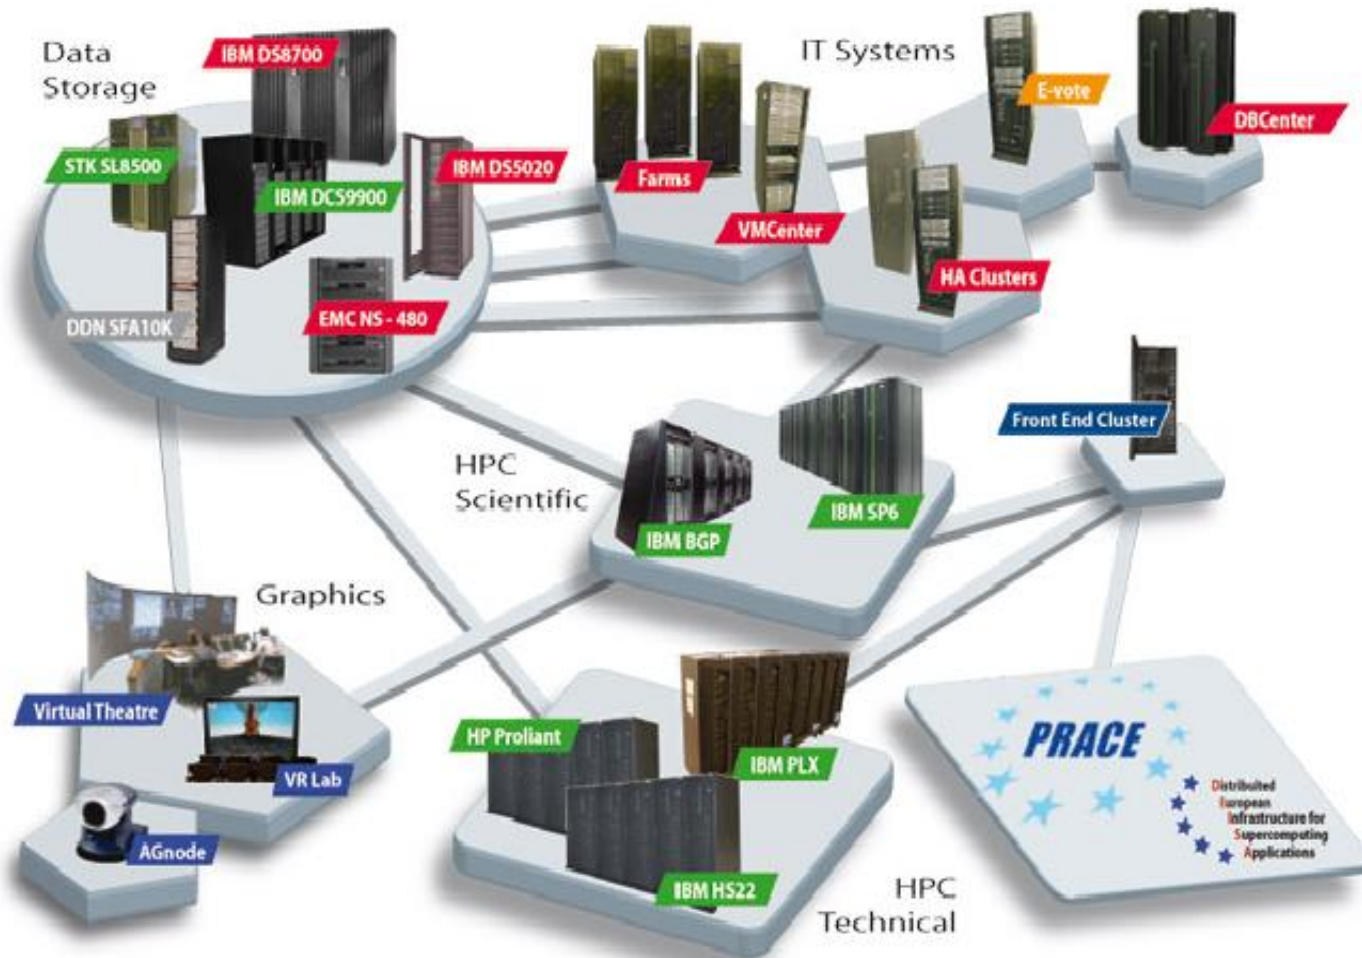 Data
Storage
IBM DS8700
STK SL8500
IBM DCS9900
IBM DS5020
DDN SFA10K
EMC NS - 480
IT Systems
E-vote
DBCenter
Farms
VMCenter
HA Clusters
Front End Cluster
HPC
Scientific
IBM SP6
IBM BGP
Graphics
Virtual Theatre
VR Lab
AGnode
HP Proliant
IBM PLX
IBM HS22
HPC
Technical
PRACE
Distribuited
European
Infrastructure for
Supercomputing
Applications